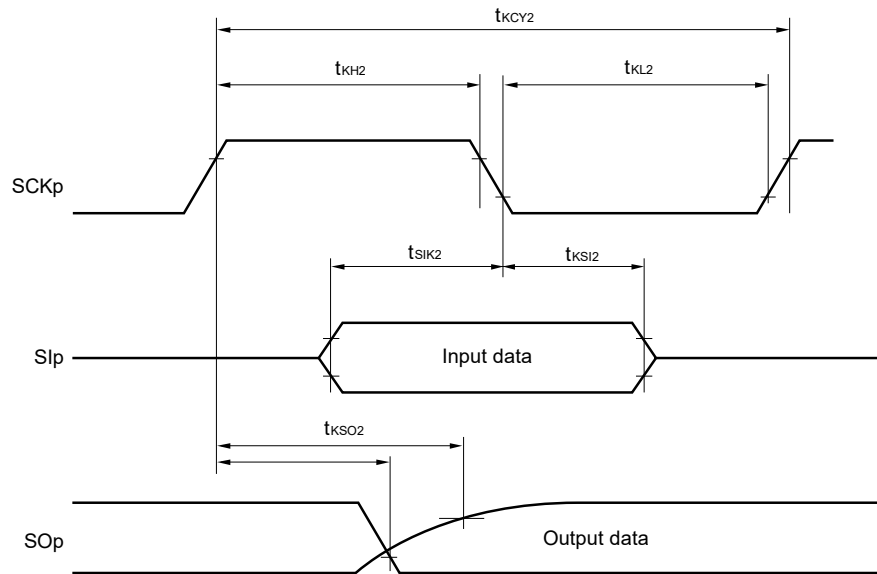 tKCY2
tKH2
tKL2
SCKp
tSIK2
tKSI2
SIp
Input data
tKSO2
SOp
Output data